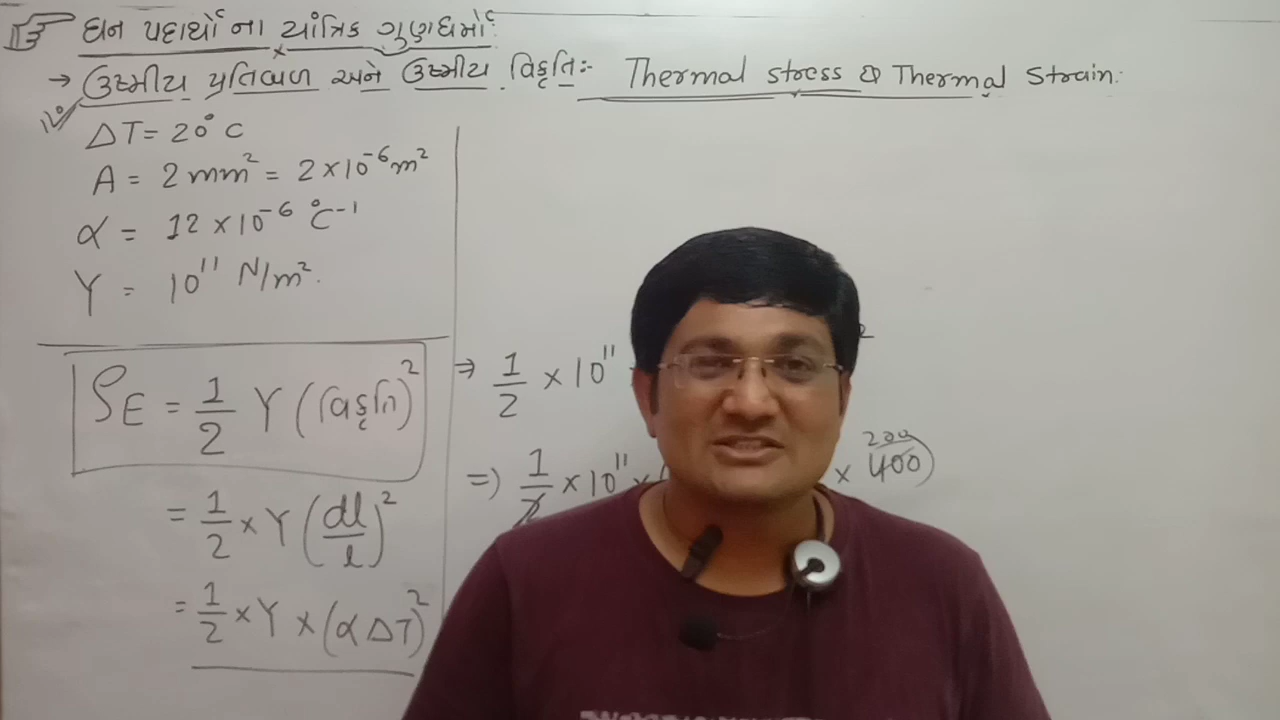 ઘન પદાર્થોના યાંત્રિક ગુણધર્મો:
→ ઉષ્મીય પ્રતિબળ અને ઉષ્મીય વિકૃતિ:- Thermal stress & Thermal Strain:
ΔT = 20°C
A = 2 mm² = 2 × 10⁻⁶ m²
α = 12 × 10⁻⁶ °C⁻¹
Y = 10¹¹ N/m².
ρE = 1/2 Y (વિકૃતિ)²
= 1/2 × Y (dl/l)²
= 1/2 × Y × (α ΔT)²
⇒ 1/2 × 10¹¹
⇒ 1/2 × 10¹¹ × ( × 400)
200